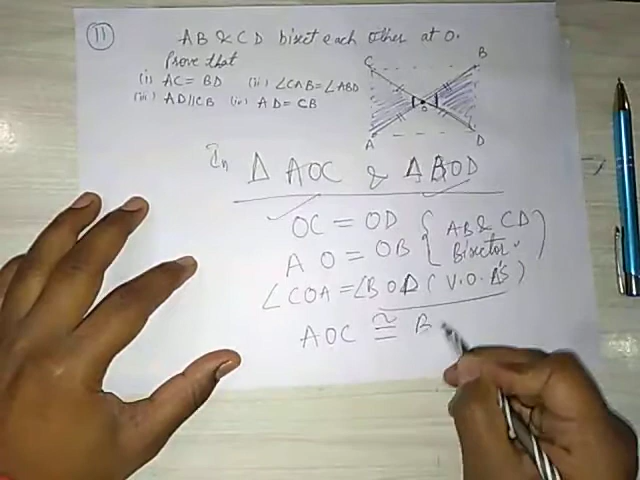 11
AB & CD bisect each other at O.
Prove that
(i) AC = BD (ii) ∠CAB = ∠ABD
(iii) AD || CB (iv) AD = CB
C B
O
A D
In Δ AOC & Δ BOD
OC = OD { AB & CD
AO = OB { Bisector. )
∠COA = ∠BOD ( V.O.A's )
AOC ≅ B